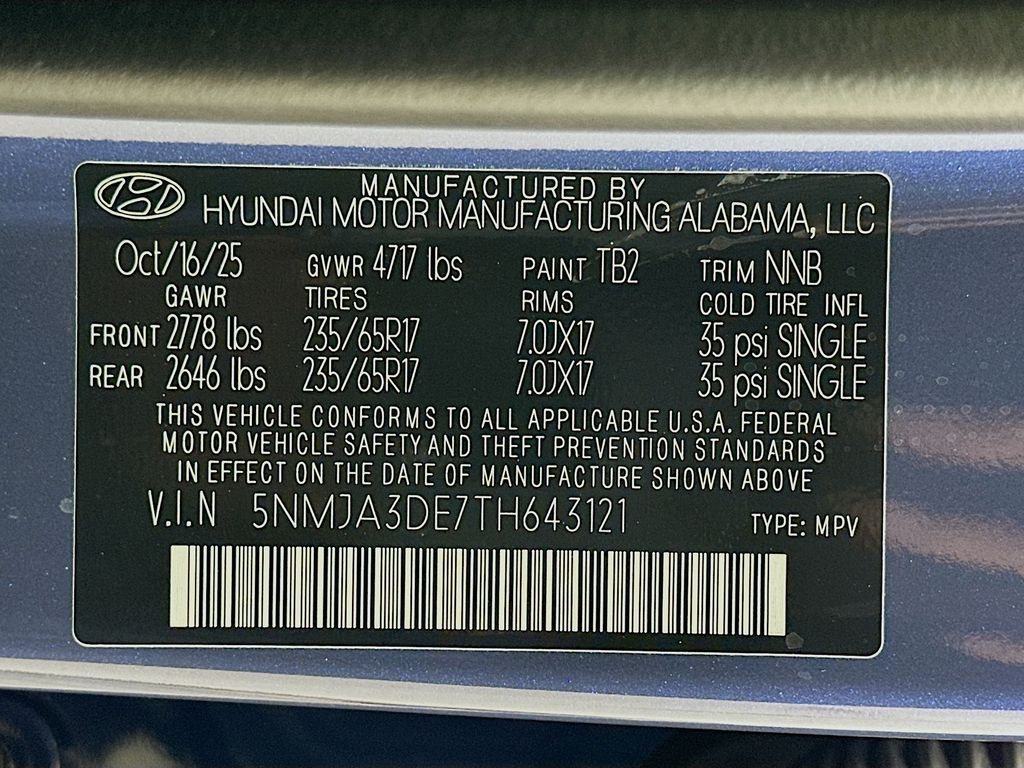 MANUFACTURED BY
HYUNDAI MOTOR MANUFACTURING ALABAMA, LLC
Oct/16/25 GVWR 4717 lbs PAINT TB2 TRIM NNB
GAWR TIRES RIMS COLD TIRE INFL
FRONT 2778 lbs 235/65R17 7.0JX17 35 psi SINGLE
REAR 2646 lbs 235/65R17 7.0JX17 35 psi SINGLE
THIS VEHICLE CONFORMS TO ALL APPLICABLE U.S.A. FEDERAL
MOTOR VEHICLE SAFETY AND THEFT PREVENTION STANDARDS
IN EFFECT ON THE DATE OF MANUFACTURE SHOWN ABOVE
V.I.N 5NMJA3DE7TH643121 TYPE: MPV